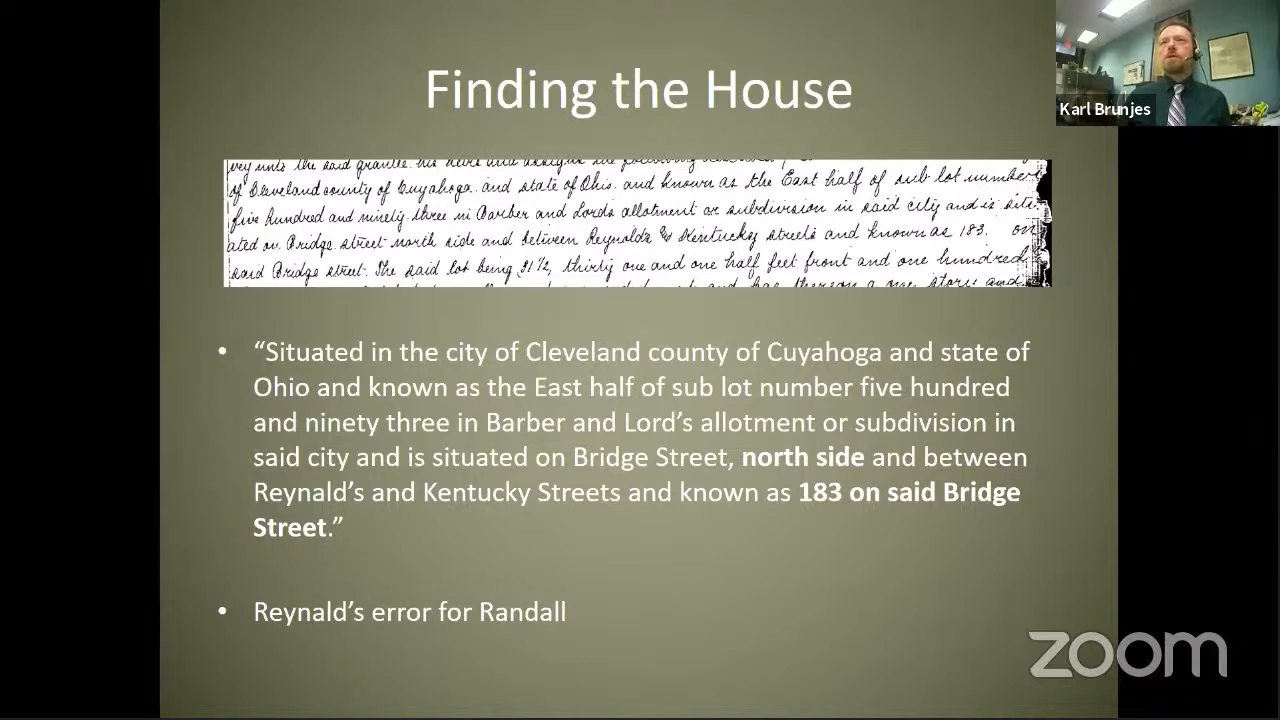 Finding the House
Karl Brunjes
of Cleveland county of Cuyahoga. and state of Ohio. and known as the East half of sub lot number
five hundred and ninety three in Barber and Lords allotment or subdivision in said city and is situ
ated on Bridge street north side and between Reynolds & Kentucky streets and known as 183. on
said Bridge street. The said lot being 31 1/2, thirty one and one half feet front and one hundred
• “Situated in the city of Cleveland county of Cuyahoga and state of
Ohio and known as the East half of sub lot number five hundred
and ninety three in Barber and Lord’s allotment or subdivision in
said city and is situated on Bridge Street, north side and between
Reynald’s and Kentucky Streets and known as 183 on said Bridge
Street.”
• Reynald’s error for Randall
zoom